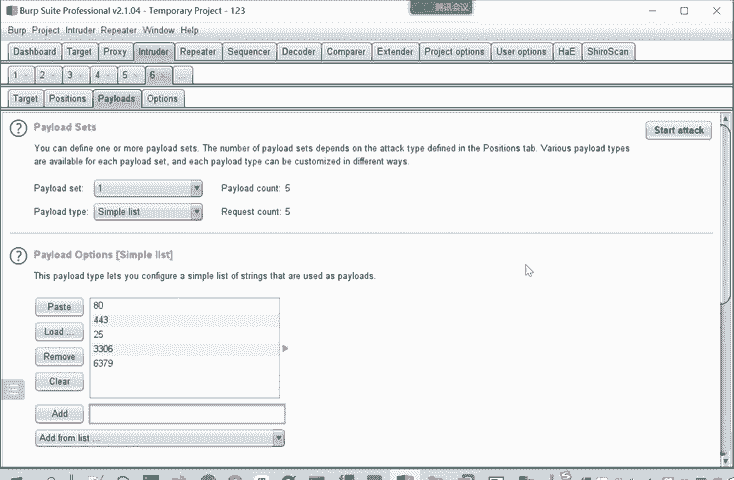 Burp Suite Professional v2.1.04 - Temporary Project - 123
腾讯会议
Burp Project Intruder Repeater Window Help
Dashboard Target Proxy Intruder Repeater Sequencer Decoder Comparer Extender Project options User options HaE ShiroScan
1 2 3 4 5 6
Target Positions Payloads Options
Payload Sets
Start attack
You can define one or more payload sets. The number of payload sets depends on the attack type defined in the Positions tab. Various payload types
are available for each payload set, and each payload type can be customized in different ways.
Payload set: 1 Payload count: 5
Payload type: Simple list Request count: 5
Payload Options [Simple list]
This payload type lets you configure a simple list of strings that are used as payloads.
Paste
Load ...
Remove
Clear
80
443
25
3306
6379
Add
Add from list ...